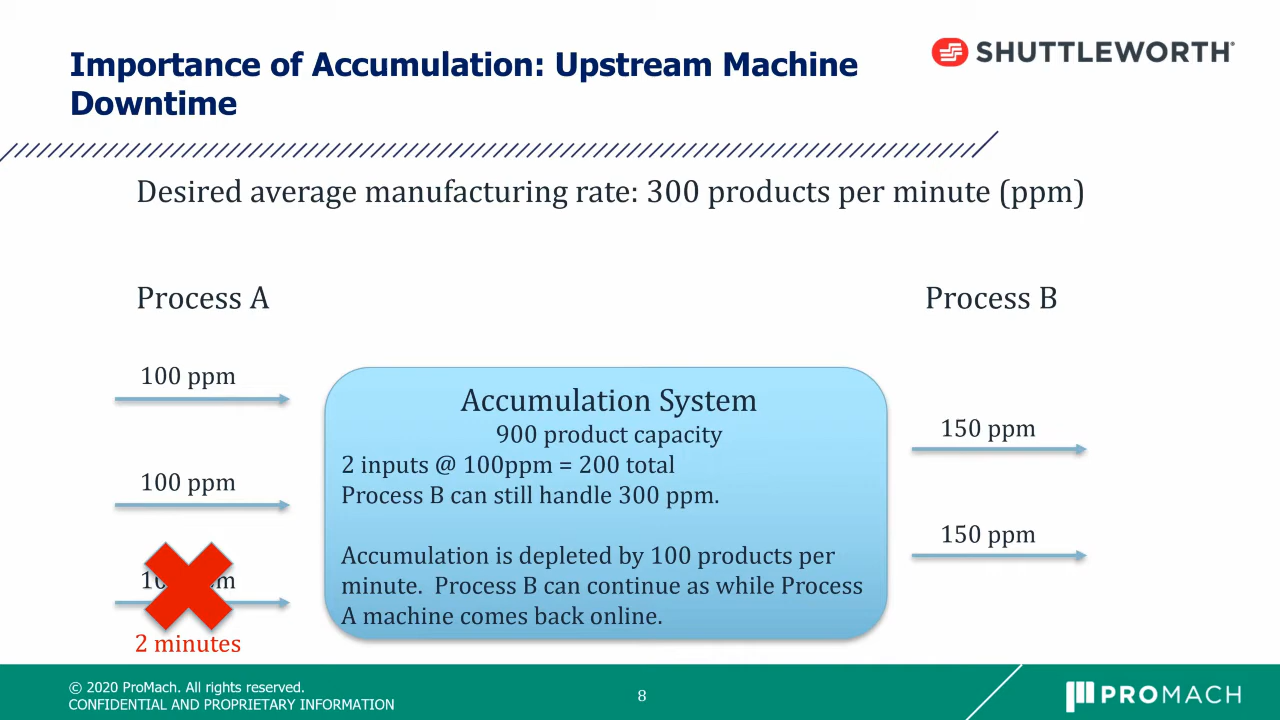 Importance of Accumulation: Upstream Machine
Downtime
SHUTTLEWORTH
Desired average manufacturing rate: 300 products per minute (ppm)
Process A
Process B
100 ppm
100 ppm
2 minutes
Accumulation System
900 product capacity
2 inputs @ 100ppm = 200 total
Process B can still handle 300 ppm.
Accumulation is depleted by 100 products per
minute. Process B can continue as while Process
A machine comes back online.
150 ppm
150 ppm
© 2020 ProMach. All rights reserved.
CONFIDENTIAL AND PROPRIETARY INFORMATION
8
PROMACH